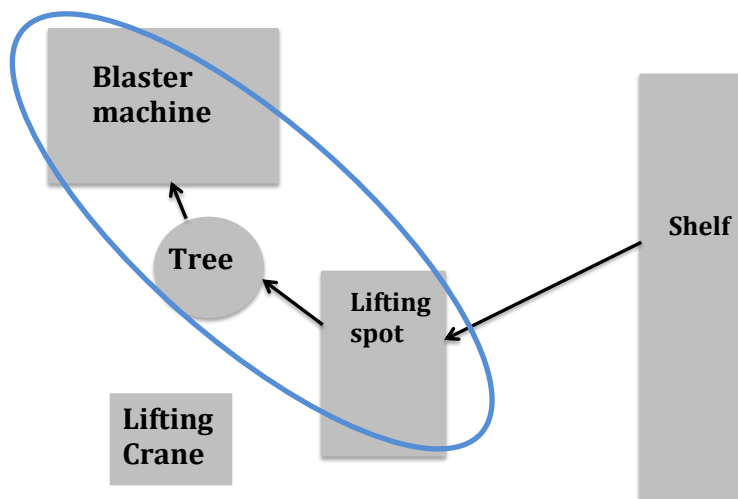 Blaster
machine
Shelf
Tree
Lifting
spot
Lifting
Crane